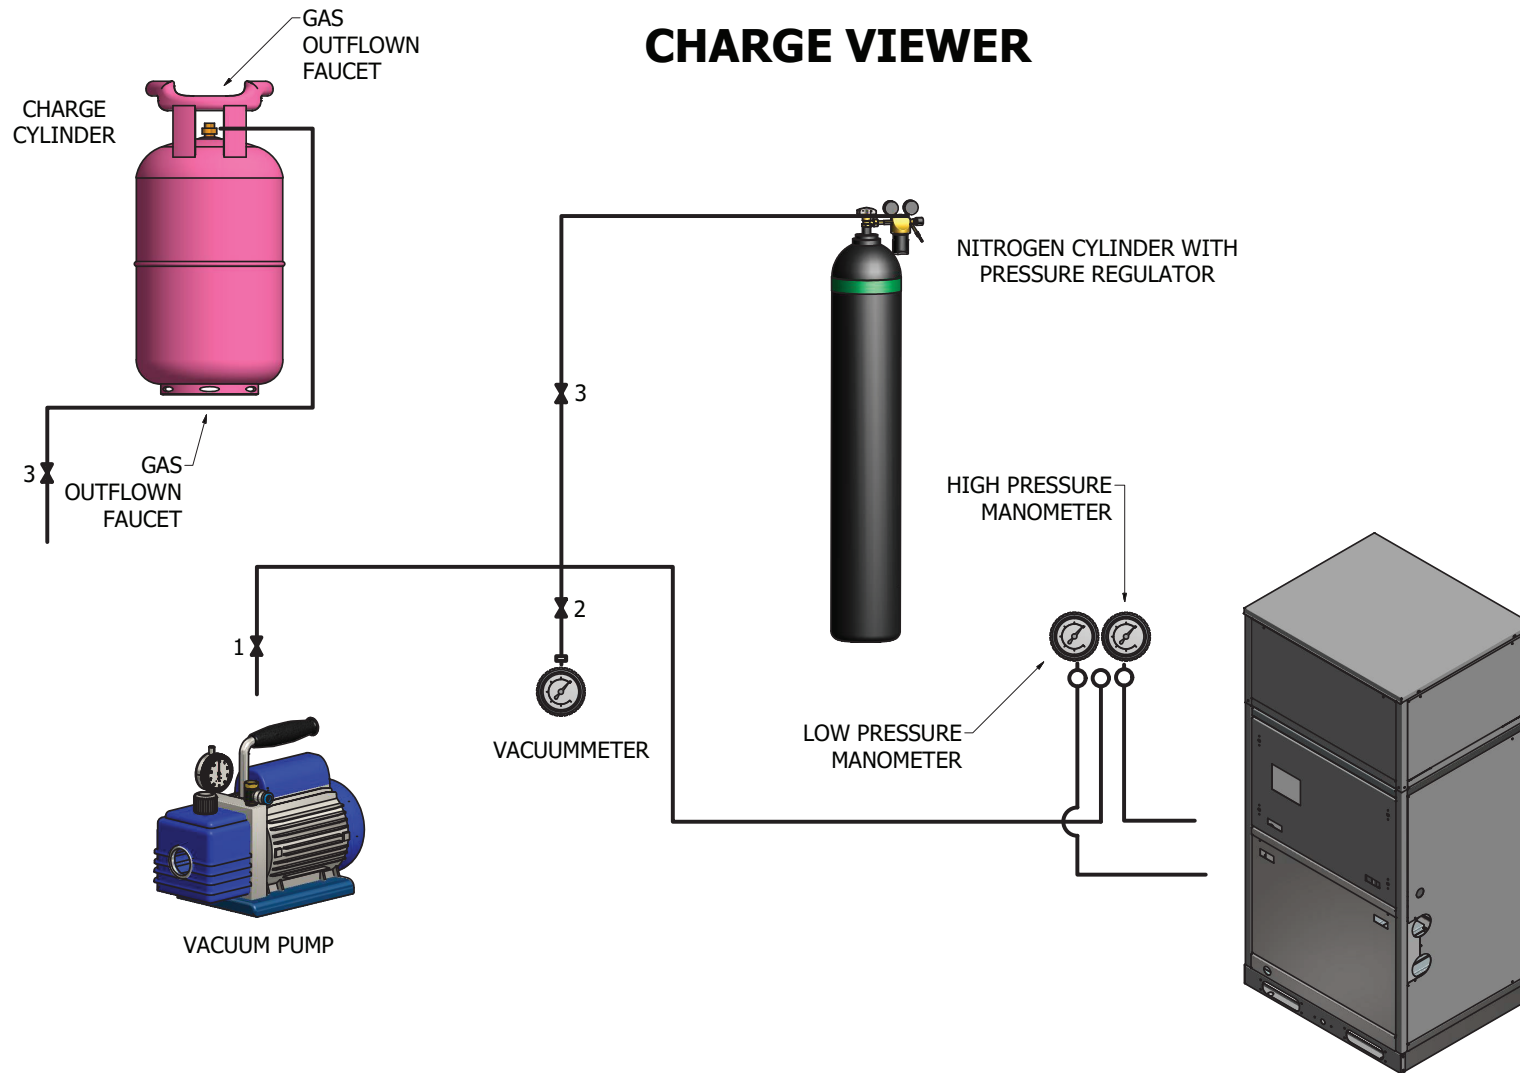 CHARGE VIEWER
GAS
OUTFLOWN
FAUCET
CHARGE
CYLINDER
NITROGEN CYLINDER WITH
PRESSURE REGULATOR
3
3
GAS
OUTFLOWN
FAUCET
HIGH PRESSURE
MANOMETER
2
1
LOW PRESSURE
MANOMETER
VACUUMMETER
VACUUM PUMP